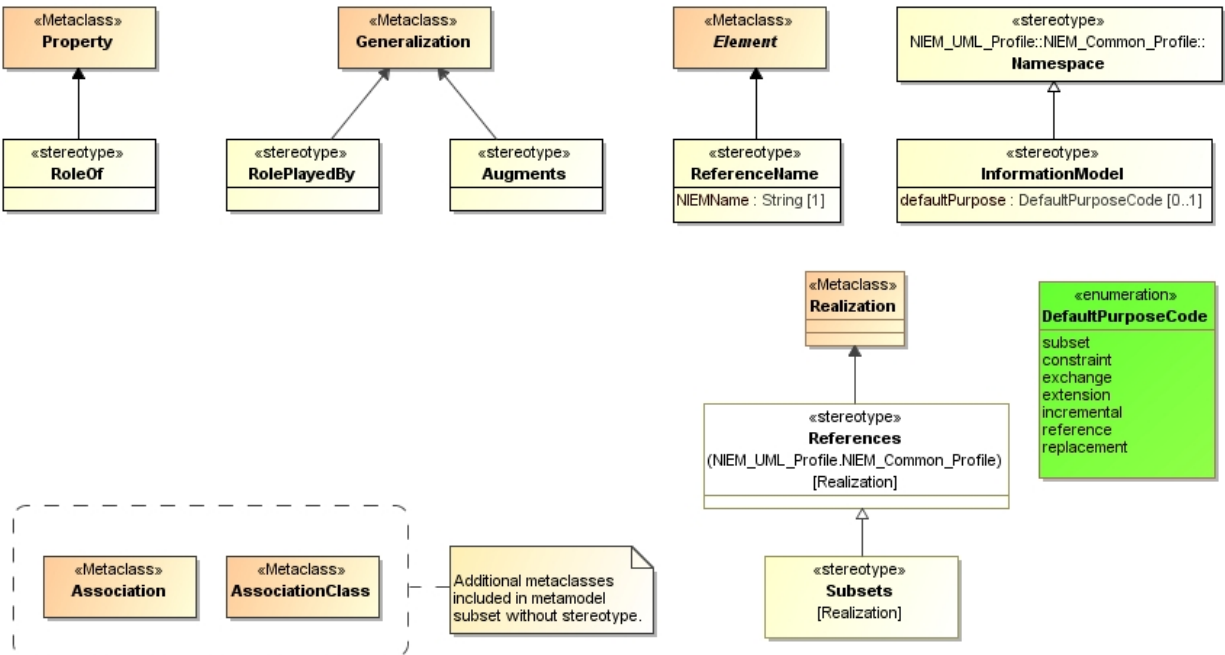 «Metaclass»
Property
«stereotype»
RoleOf
«Metaclass»
Generalization
«stereotype»
RolePlayedBy
«stereotype»
Augments
«Metaclass»
Element
«stereotype»
ReferenceName
NIEMName : String [1]
«stereotype»
NIEM_UML_Profile::NIEM_Common_Profile::
Namespace
«stereotype»
InformationModel
defaultPurpose : DefaultPurposeCode [0..1]
«Metaclass»
Realization
«stereotype»
References
(NIEM_UML_Profile.NIEM_Common_Profile)
[Realization]
«stereotype»
Subsets
[Realization]
«enumeration»
DefaultPurposeCode
subset
constraint
exchange
extension
incremental
reference
replacement
«Metaclass»
Association
«Metaclass»
AssociationClass
Additional metaclasses
included in metamodel
subset without stereotype.